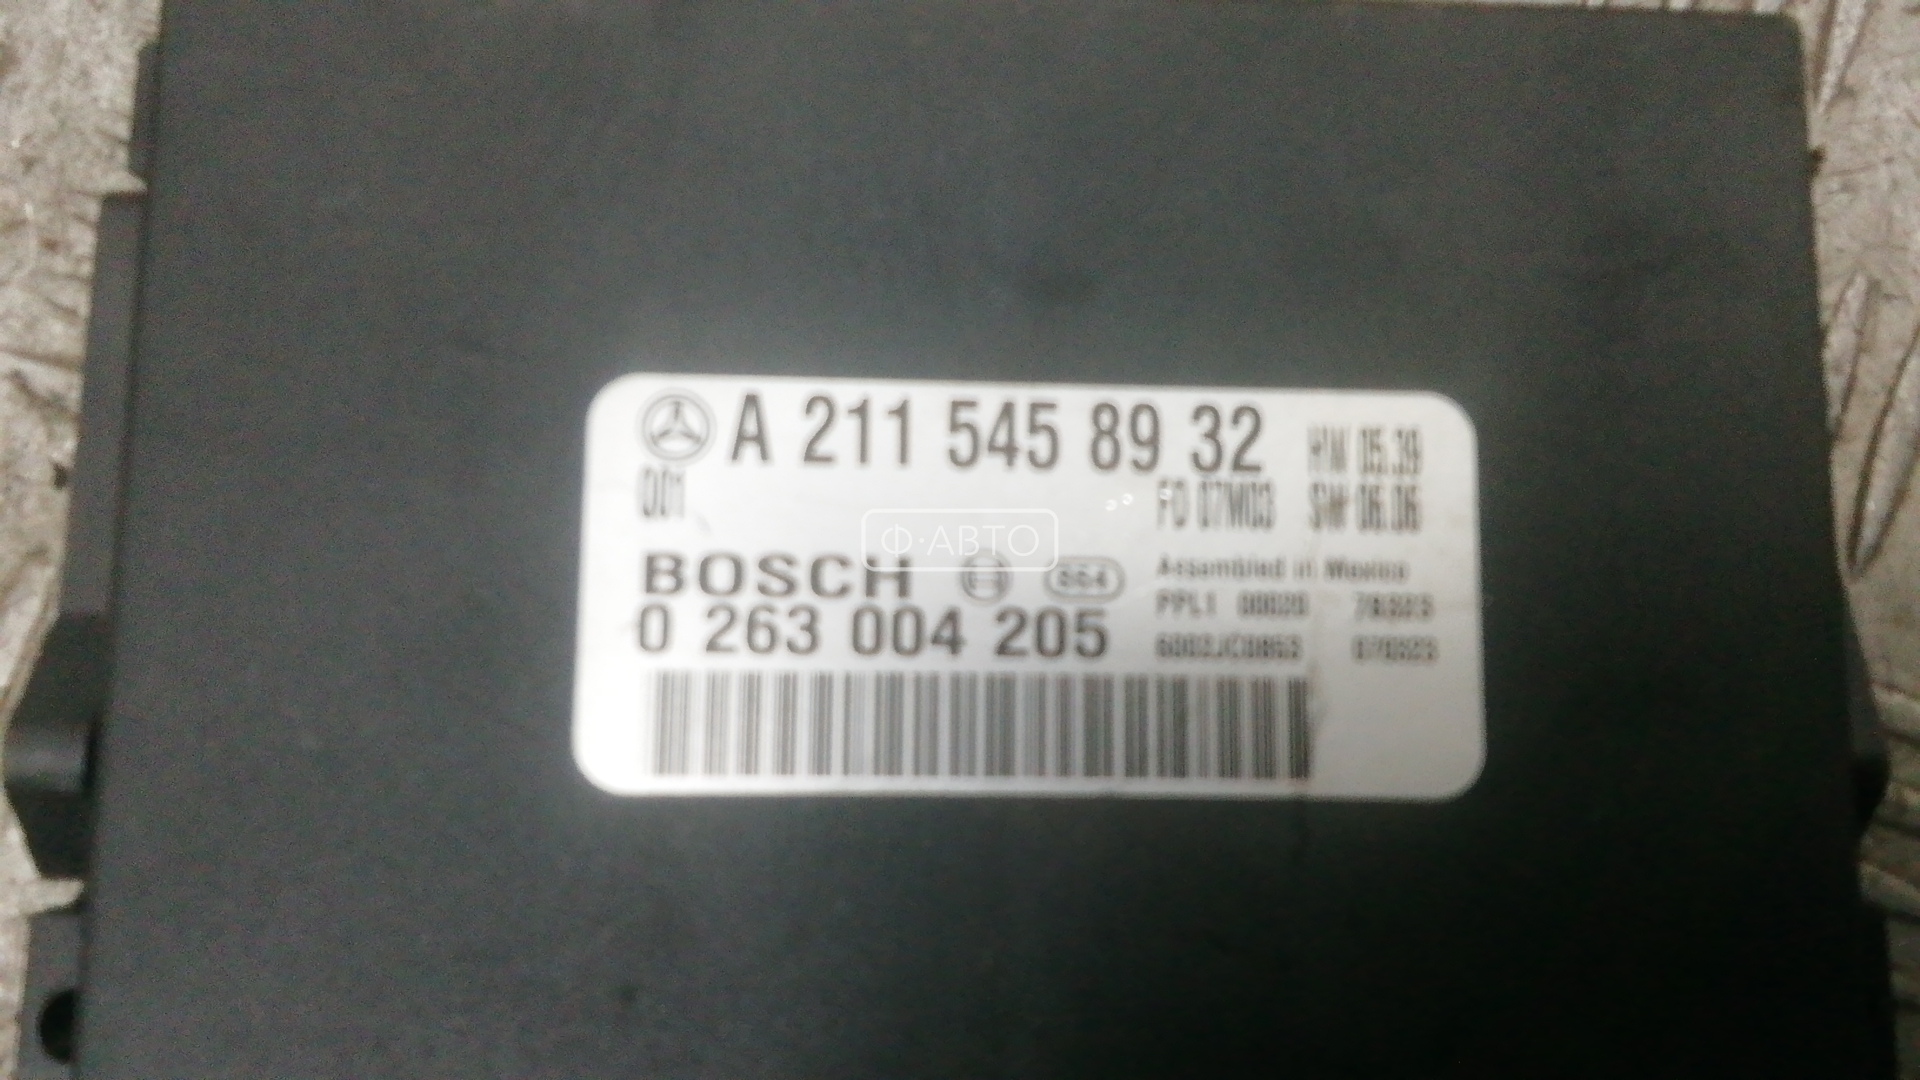 A 211 545 89 32
HW 05.39
001
FD 07M03
SW 06.06
Ф·АВТО
BOSCH
Assembled in Mexico
0 263 004 205
PPL1